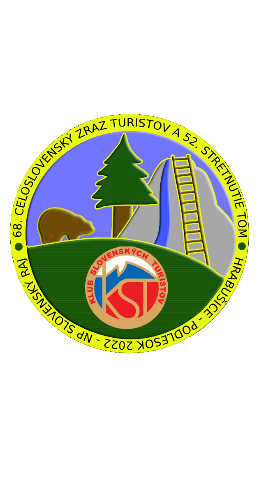 68. CELOSLOVENSKÝ ZRAZ TURISTOV A 52. STRETNUTIE TOM
HRABUŠICE - PODLESOK 2022 - NP SLOVENSKÝ RAJ
KLUB SLOVENSKÝCH TURISTOV
KST